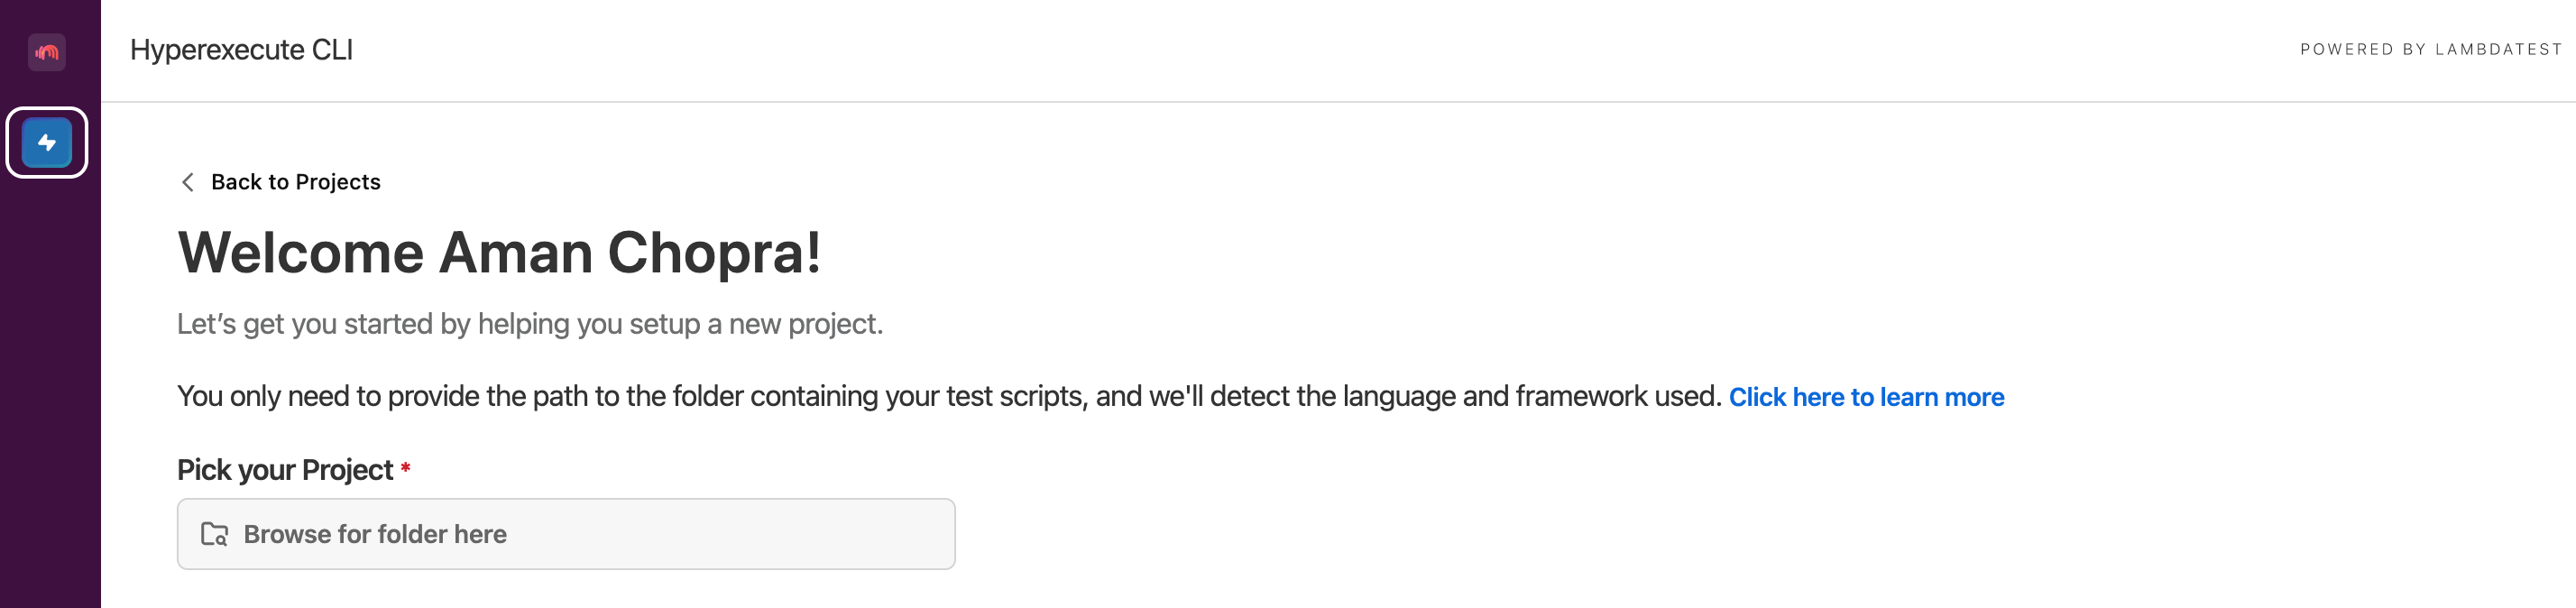 Hyperexecute CLI
POWERED BY LAMBDATEST
Back to Projects
Welcome Aman Chopra!
Let’s get you started by helping you setup a new project.
You only need to provide the path to the folder containing your test scripts, and we'll detect the language and framework used. Click here to learn more
Pick your Project *
Browse for folder here